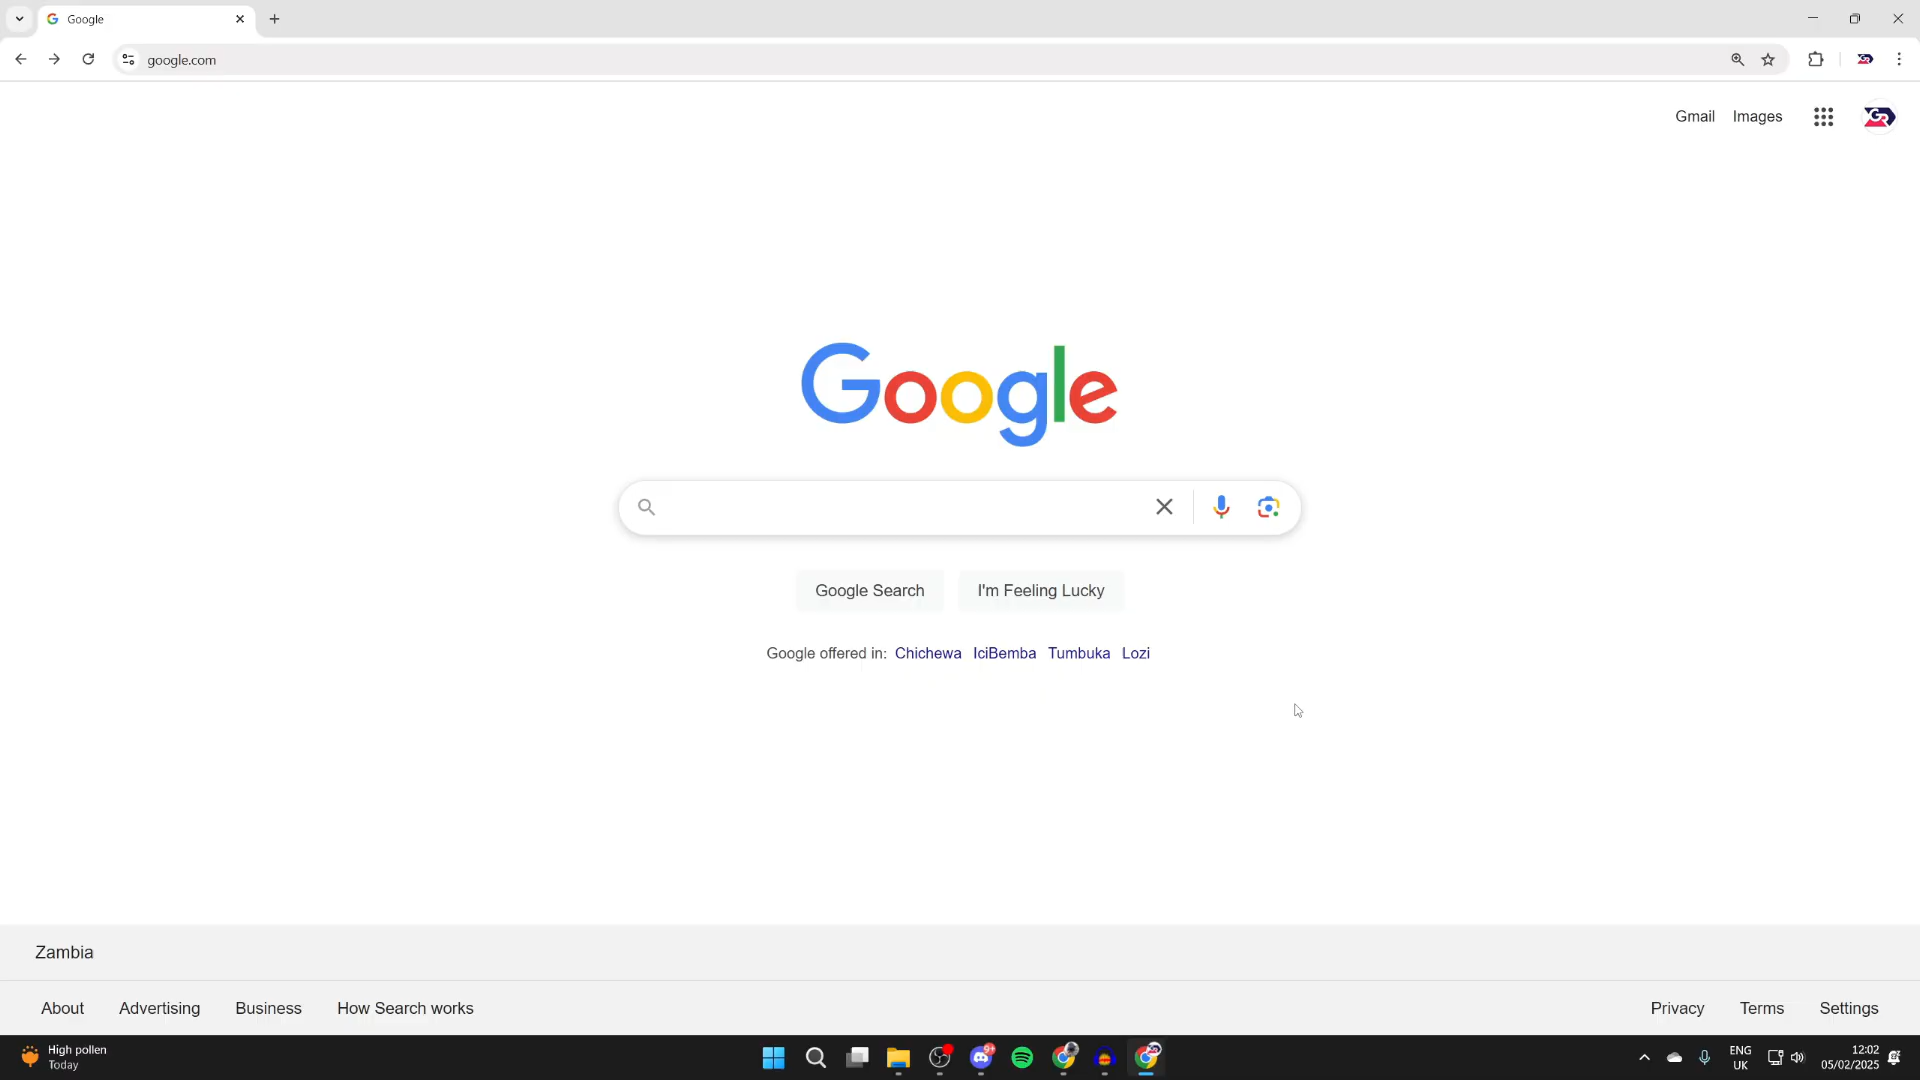 Google
google.com
Gmail Images
Google
Google Search I'm Feeling Lucky
Google offered in: Chichewa IciBemba Tumbuka Lozi
Zambia
About Advertising Business How Search works
Privacy Terms Settings
High pollen
Today
9+
ENG
UK
12:02
05/02/2025